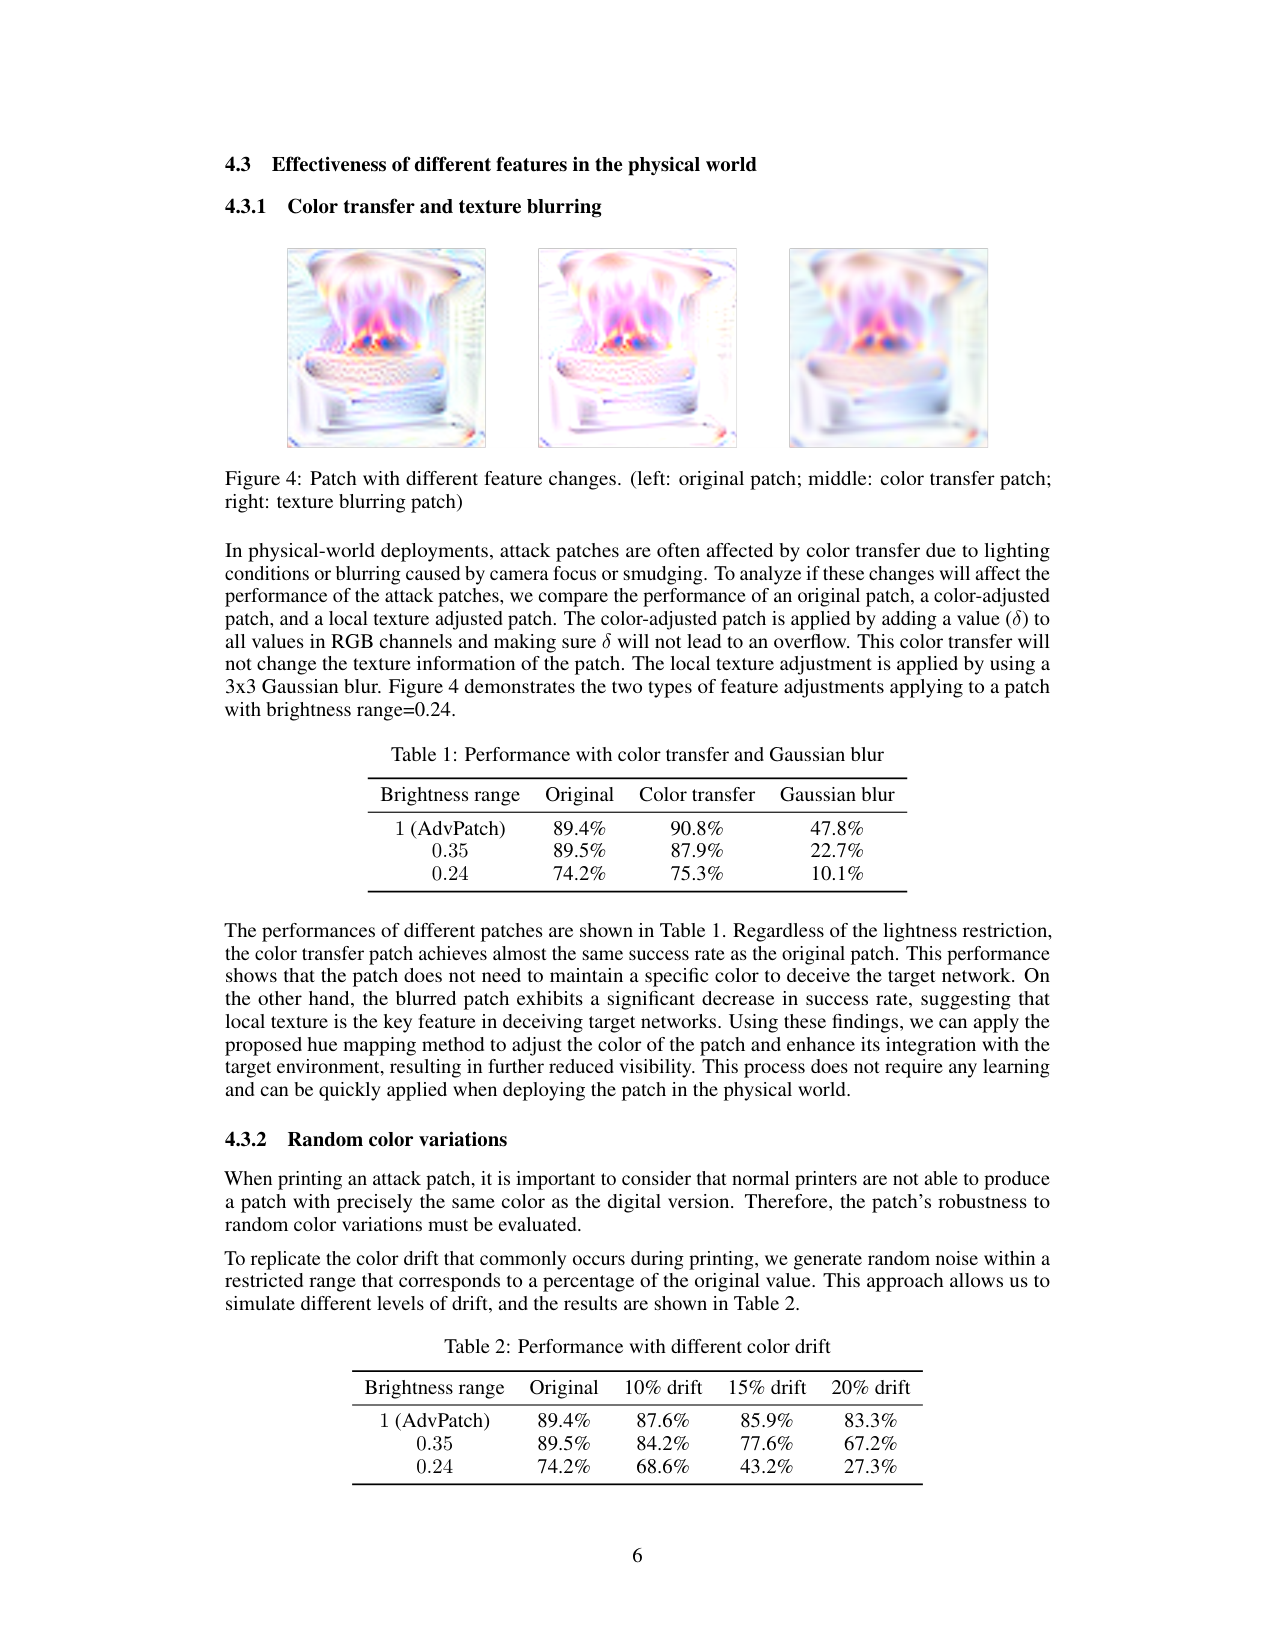 4.3 Effectiveness of different features in the physical world
4.3.1 Color transfer and texture blurring
Figure 4: Patch with different feature changes. (left: original patch; middle: color transfer patch;
right: texture blurring patch)
In physical-world deployments, attack patches are often affected by color transfer due to lighting
conditions or blurring caused by camera focus or smudging. To analyze if these changes will affect the
performance of the attack patches, we compare the performance of an original patch, a color-adjusted
patch, and a local texture adjusted patch. The color-adjusted patch is applied by adding a value (δ) to
all values in RGB channels and making sure δ will not lead to an overflow. This color transfer will
not change the texture information of the patch. The local texture adjustment is applied by using a
3x3 Gaussian blur. Figure 4 demonstrates the two types of feature adjustments applying to a patch
with brightness range=0.24.
Table 1: Performance with color transfer and Gaussian blur
Brightness range Original Color transfer Gaussian blur
1 (AdvPatch) 89.4% 90.8% 47.8%
0.35 89.5% 87.9% 22.7%
0.24 74.2% 75.3% 10.1%
The performances of different patches are shown in Table 1. Regardless of the lightness restriction,
the color transfer patch achieves almost the same success rate as the original patch. This performance
shows that the patch does not need to maintain a specific color to deceive the target network. On
the other hand, the blurred patch exhibits a significant decrease in success rate, suggesting that
local texture is the key feature in deceiving target networks. Using these findings, we can apply the
proposed hue mapping method to adjust the color of the patch and enhance its integration with the
target environment, resulting in further reduced visibility. This process does not require any learning
and can be quickly applied when deploying the patch in the physical world.
4.3.2 Random color variations
When printing an attack patch, it is important to consider that normal printers are not able to produce
a patch with precisely the same color as the digital version. Therefore, the patch's robustness to
random color variations must be evaluated.
To replicate the color drift that commonly occurs during printing, we generate random noise within a
restricted range that corresponds to a percentage of the original value. This approach allows us to
simulate different levels of drift, and the results are shown in Table 2.
Table 2: Performance with different color drift
Brightness range Original 10% drift 15% drift 20% drift
1 (AdvPatch) 89.4% 87.6% 85.9% 83.3%
0.35 89.5% 84.2% 77.6% 67.2%
0.24 74.2% 68.6% 43.2% 27.3%
6